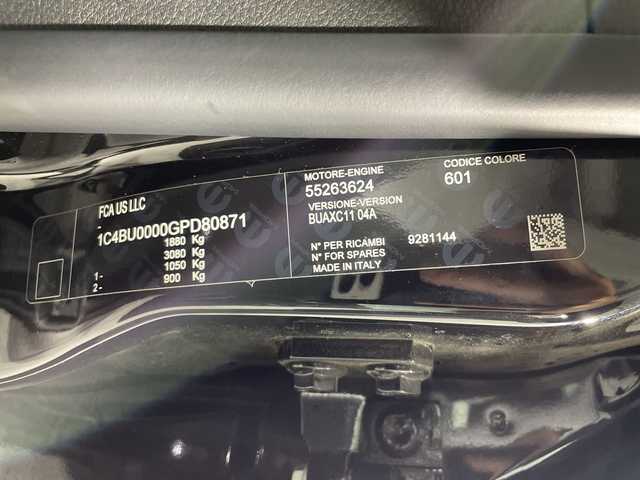 FCA US LLC
-
1C4BU0000GPD80871
1880 Kg
3080 Kg
1 - 1050 Kg
2 - 900 Kg
MOTORE-ENGINE
55263624
VERSIONE-VERSION
BUAXC11 04A
N° PER RICAMBI 9281144
N° FOR SPARES
MADE IN ITALY
CODICE COLORE
601